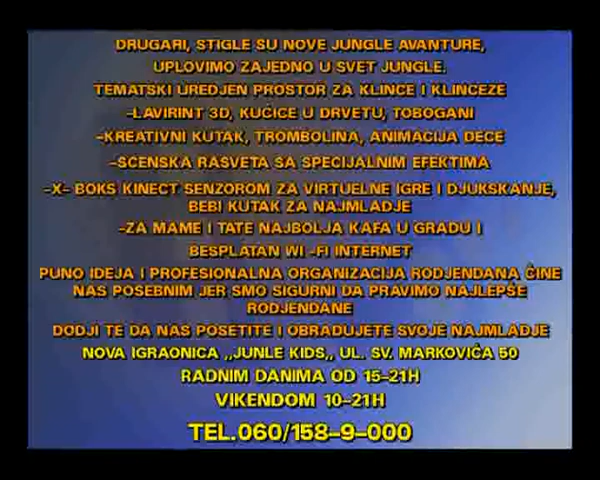 DRUGARI, STIGLE SU NOVE JUNGLE AVANTURE,
UPLOVIMO ZAJEDNO U SVET JUNGLE.
TEMATSKI UREDJEN PROSTOR ZA KLINCE I KLINCEZE
-LAVIRINT 3D, KUĆICE U DRVETU, TOBOGANI
-KREATIVNI KUTAK, TROMBOLINA, ANIMACIJA DECE
-SCENSKA RASVETA SA SPECIJALNIM EFEKTIMA
-X- BOKS KINECT SENZOROM ZA VIRTUELNE IGRE I DJUKSKANJE,
BEBI KUTAK ZA NAJMLADJE
-ZA MAME I TATE NAJBOLJA KAFA U GRADU I
BESPLATAN WI -FI INTERNET
PUNO IDEJA I PROFESIONALNA ORGANIZACIJA RODJENDANA ČINE
NAS POSEBNIM JER SMO SIGURNI DA PRAVIMO NAJLEPŠE
RODJENDANE
DODJI TE DA NAS POSETITE I OBRADUJETE SVOJE NAJMLADJE
NOVA IGRAONICA ,,JUNLE KIDS,, UL. SV. MARKOVIĆA 50
RADNIM DANIMA OD 15-21H
VIKENDOM 10-21H
TEL.060/158-9-000